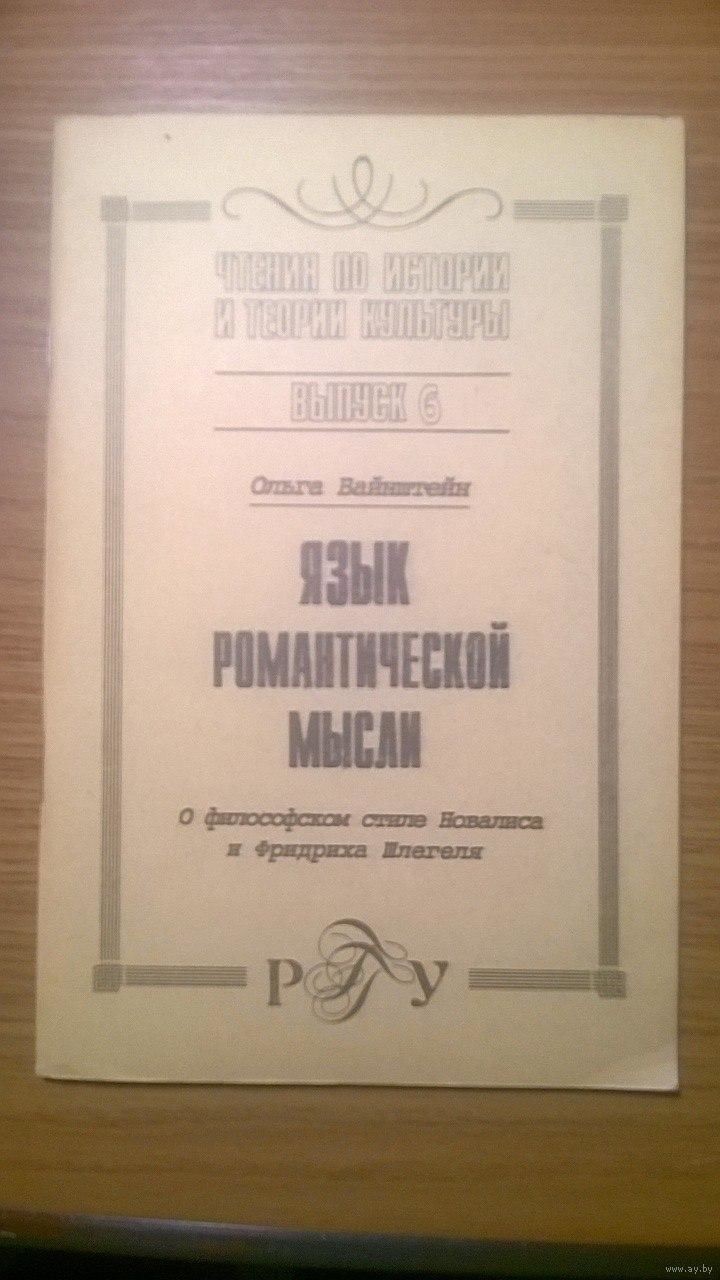 ЧТЕНИЯ ПО ИСТОРИИ
И ТЕОРИИ КУЛЬТУРЫ
ВЫПУСК 6
Ольга Вайнштейн
ЯЗЫК
РОМАНТИЧЕСКОЙ
МЫСЛИ
О философском стиле Новалиса
и Фридриха Шлегеля
РГГУ
www.ay.by